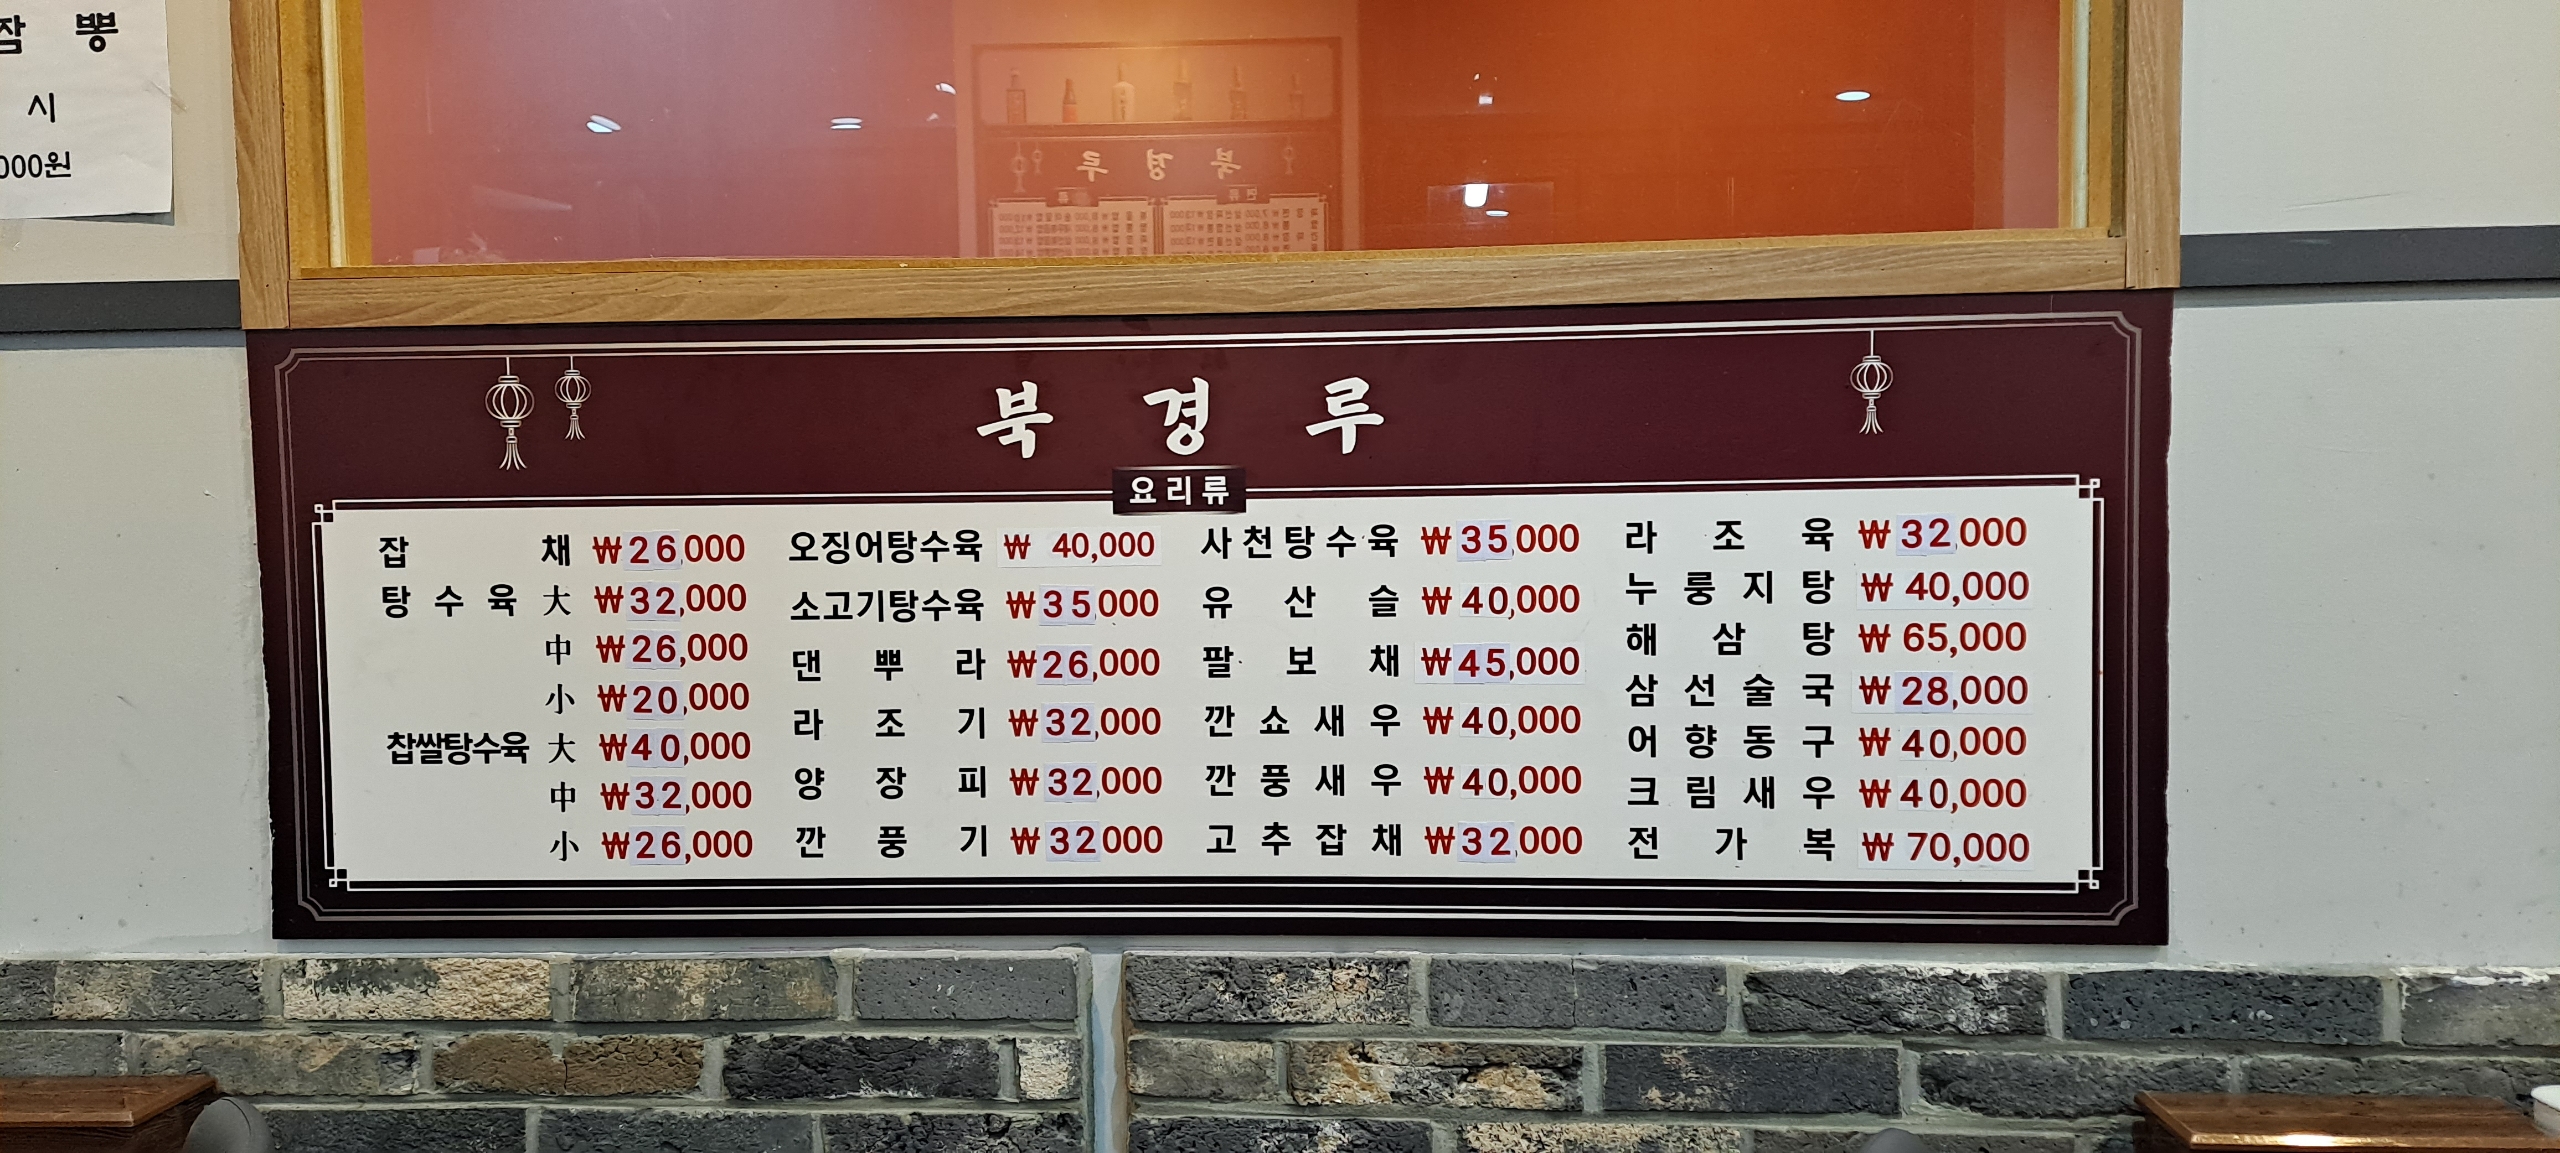 잠 뽕
시
000원
북경루
요리류
잡채 ₩26,000
탕수육 大 ₩32,000
中 ₩26,000
小 ₩20,000
찹쌀탕수육 大 ₩40,000
中 ₩32,000
小 ₩26,000
오징어탕수육 ₩ 40,000
소고기탕수육 ₩35,000
댄뿌라 ₩26,000
라조기 ₩32,000
양장피 ₩32,000
깐풍기 ₩32,000
사천탕수육 ₩35,000
유산슬 ₩40,000
팔보채 ₩45,000
깐쇼새우 ₩40,000
깐풍새우 ₩40,000
고추잡채 ₩32,000
라조육 ₩32,000
누룽지탕 ₩40,000
해삼탕 ₩65,000
삼선술국 ₩28,000
어향동구 ₩40,000
크림새우 ₩40,000
전가복 ₩70,000